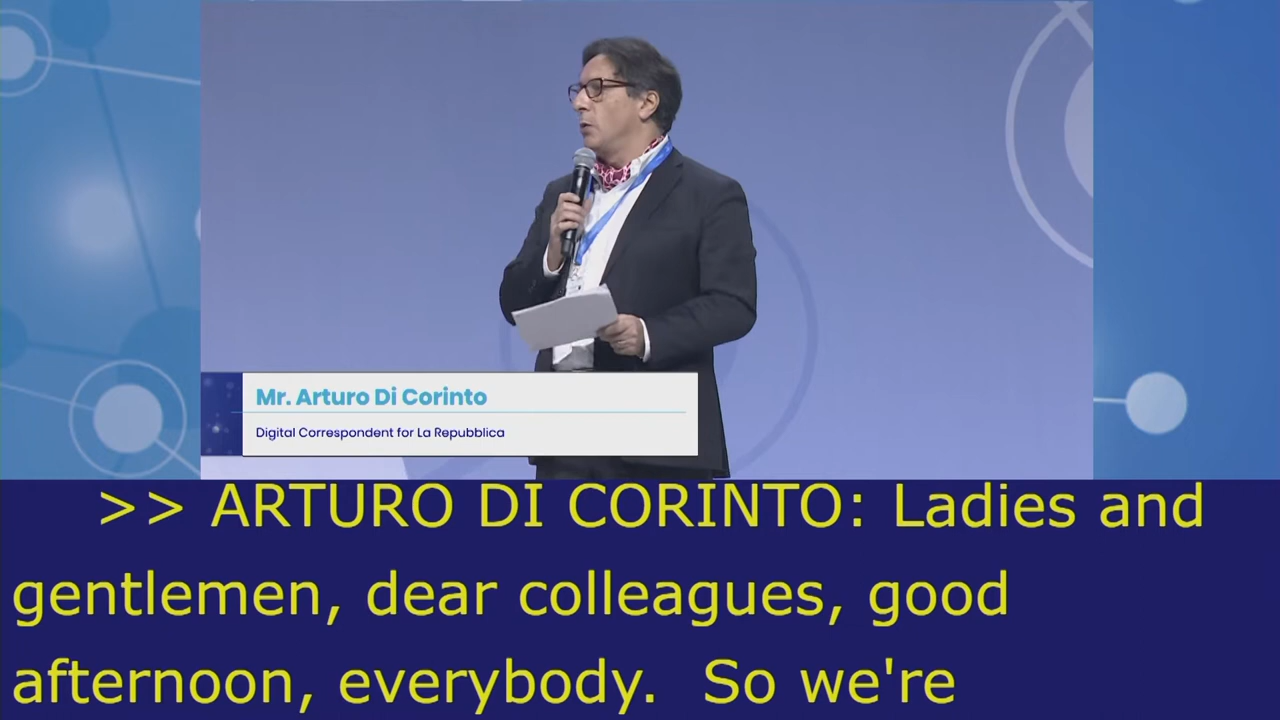 Mr. Arturo Di Corinto
Digital Correspondent for La Repubblica
>> ARTURO DI CORINTO: Ladies and
gentlemen, dear colleagues, good
afternoon, everybody.  So we're